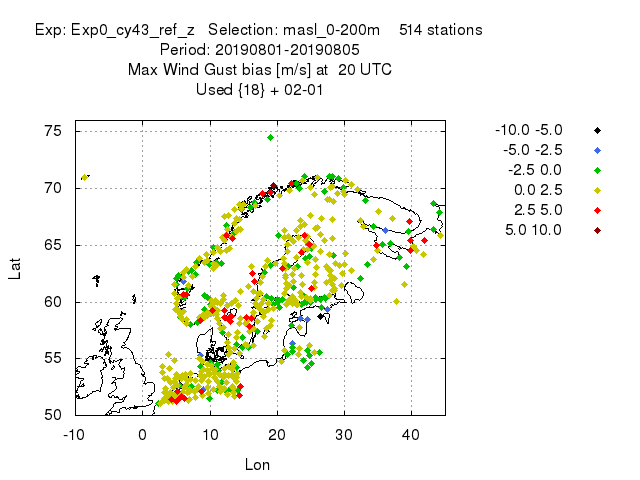 Exp: Exp0_cy43_ref_z Selection: masl_0-200m 514 stations
Period: 20190801-20190805
Max Wind Gust bias [m/s] at 20 UTC
Used {18} + 02-01
-10.0 -5.0
-5.0 -2.5
-2.5 0.0
0.0 2.5
2.5 5.0
5.0 10.0
75
70
65
60
55
50
Lat
-10 0 10 20 30 40
Lon